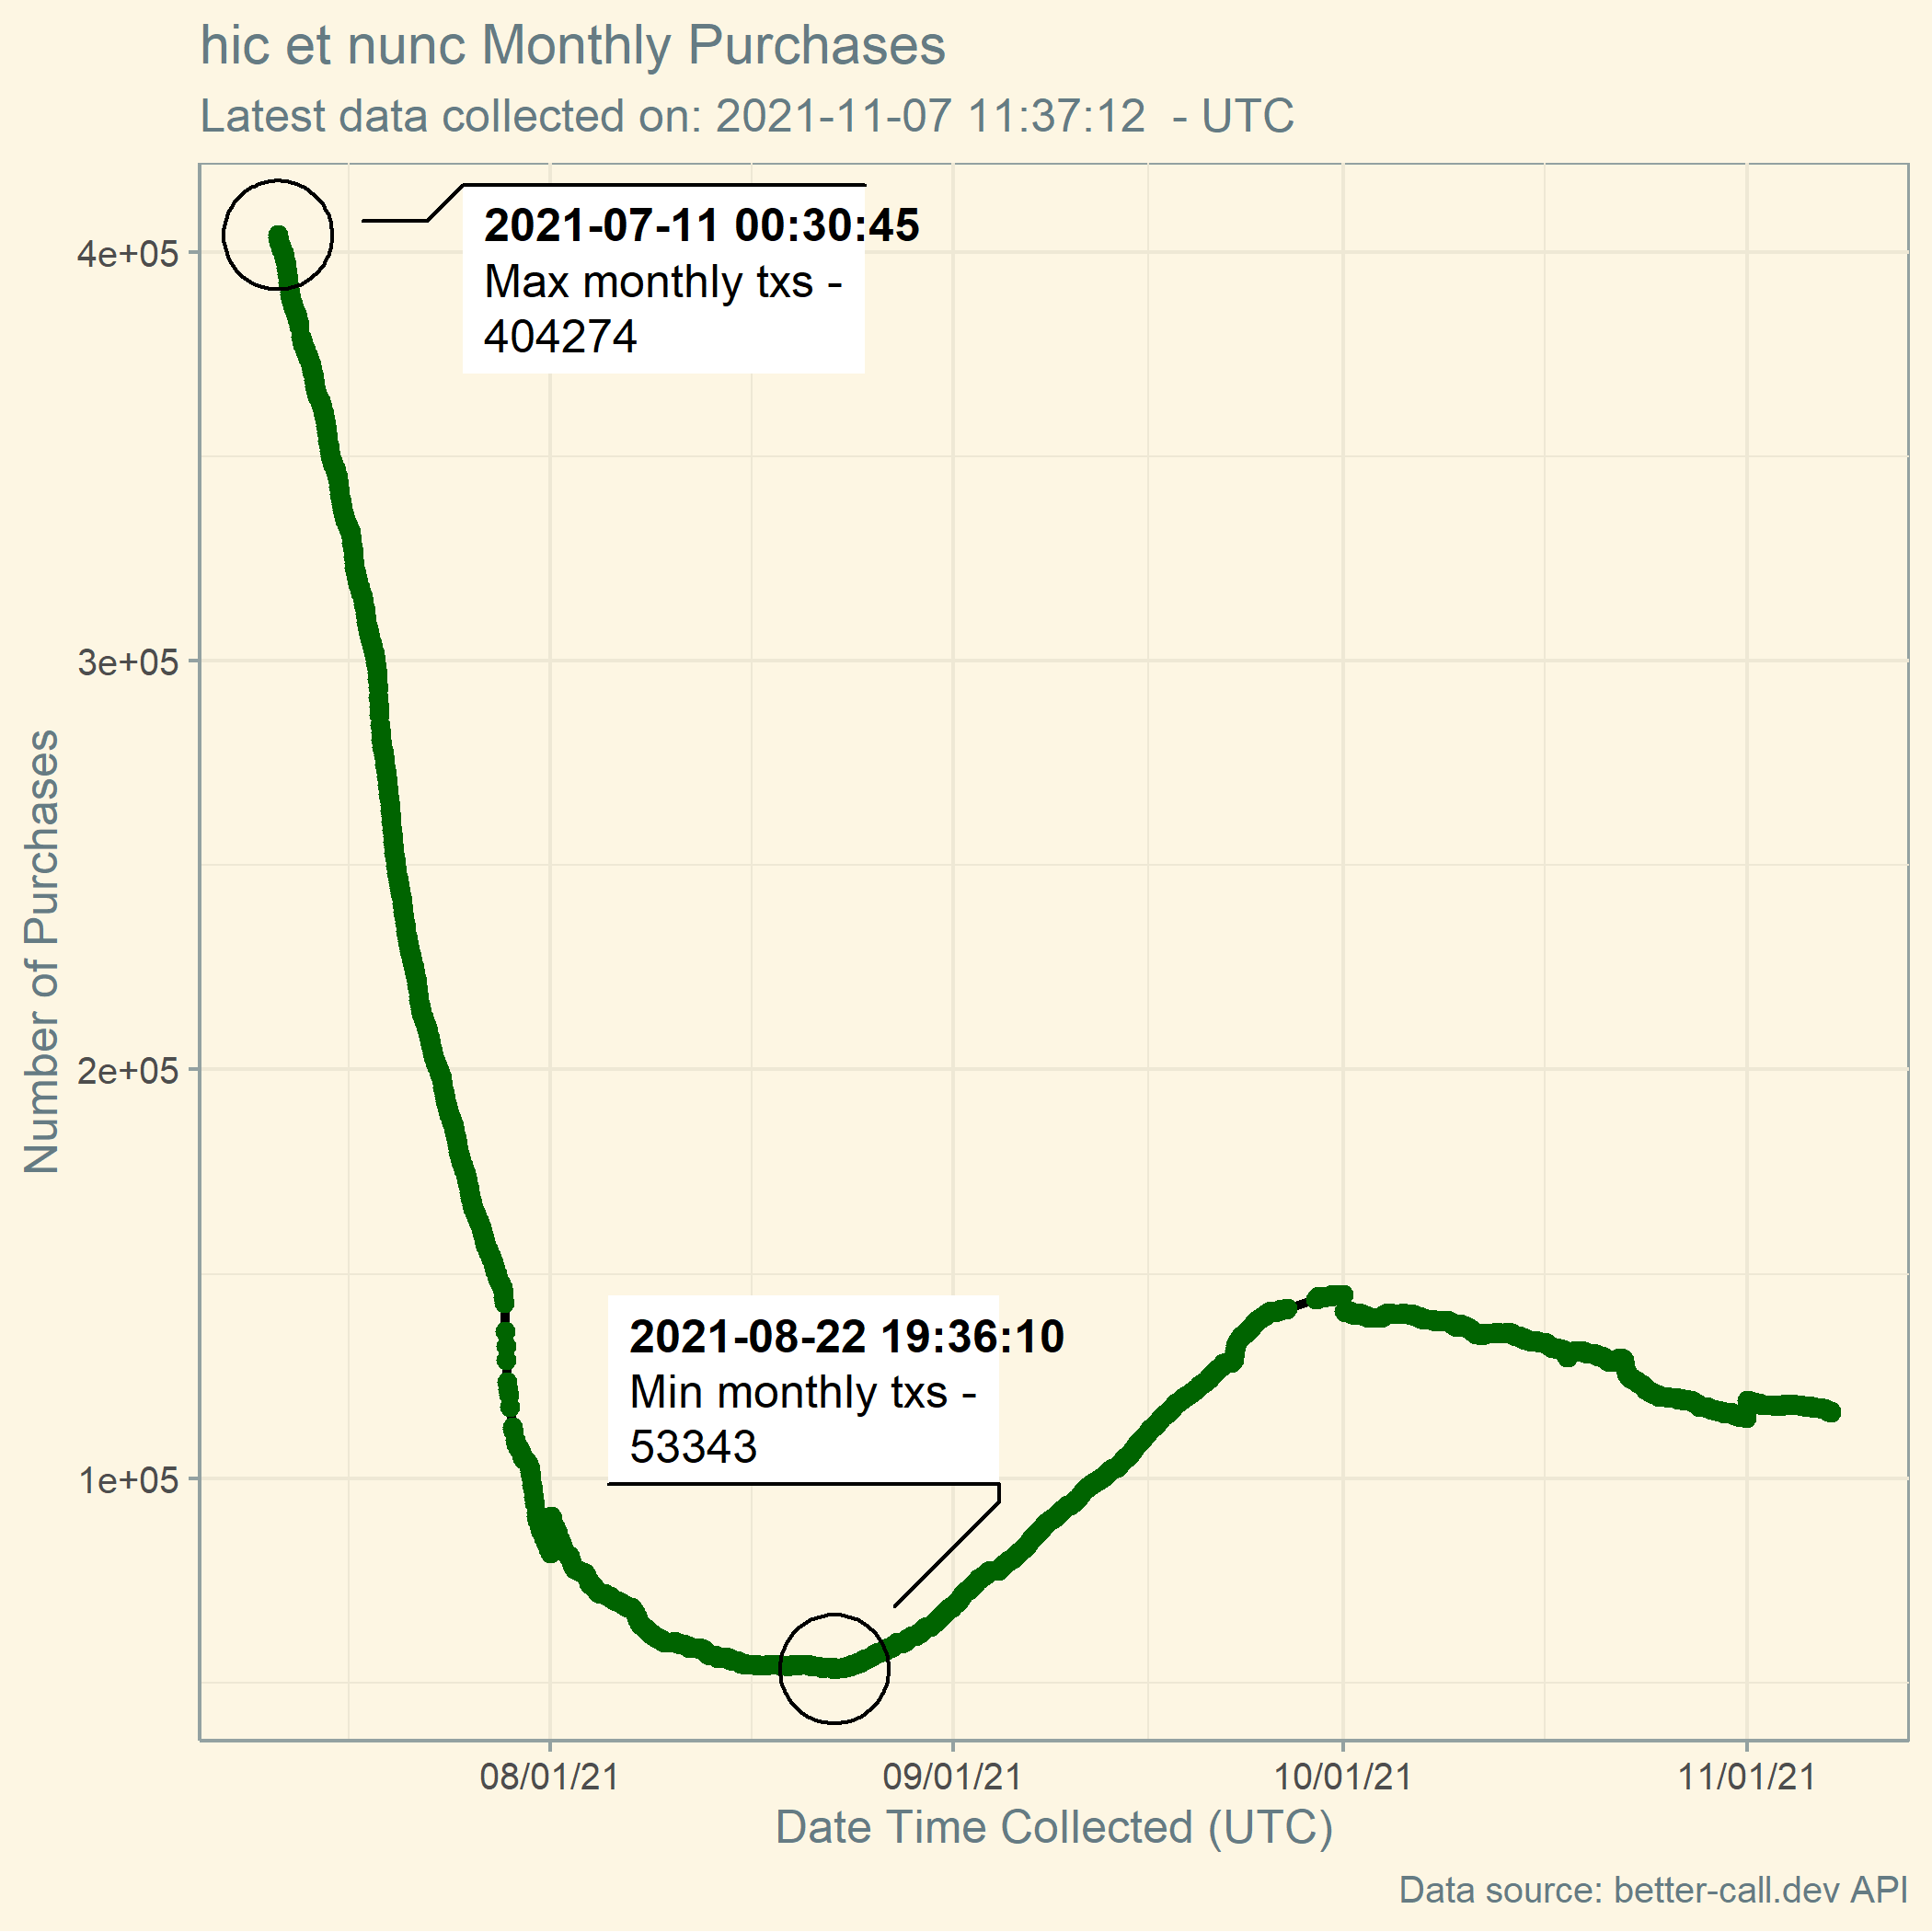 hic et nunc Monthly Purchases
Latest data collected on: 2021-11-07 11:37:12  - UTC
2021-07-11 00:30:45
Max monthly txs -
404274
4e+05
3e+05
2e+05
1e+05
Number of Purchases
2021-08-22 19:36:10
Min monthly txs -
53343
08/01/21
09/01/21
10/01/21
11/01/21
Date Time Collected (UTC)
Data source: better-call.dev API